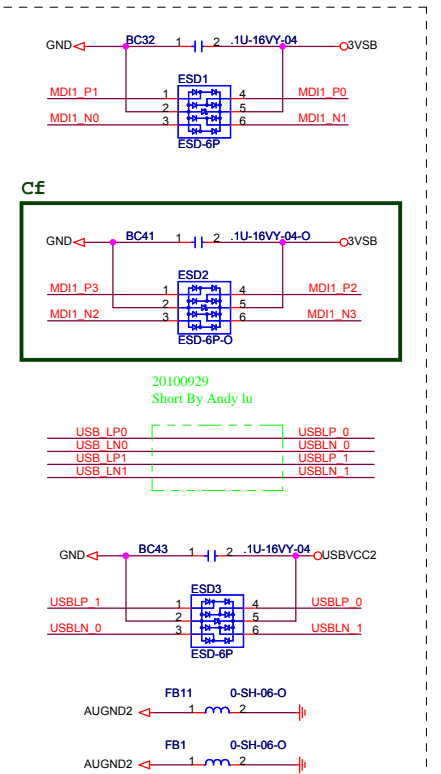 GND BC32 1 2 .1U-16VY-04 3VSB
ESD1
MDI1_P1 1 4 MDI1_P0
2 5
MDI1_N0 3 6 MDI1_N1
ESD-6P
Cf
GND BC41 1 2 .1U-16VY-04-O 3VSB
ESD2
MDI1_P3 1 4 MDI1_P2
2 5
MDI1_N2 3 6 MDI1_N3
ESD-6P-O
20100929
Short By Andy lu
USB_LP0 USBLP_0
USB_LN0 USBLN_0
USB_LP1 USBLP_1
USB_LN1 USBLN_1
GND BC43 1 2 .1U-16VY-04 USBVCC2
ESD3
USBLP_1 1 4 USBLP_0
2 5
USBLN_0 3 6 USBLN_1
ESD-6P
FB11 0-SH-06-O
AUGND2 1 2
FB1 0-SH-06-O
AUGND2 1 2